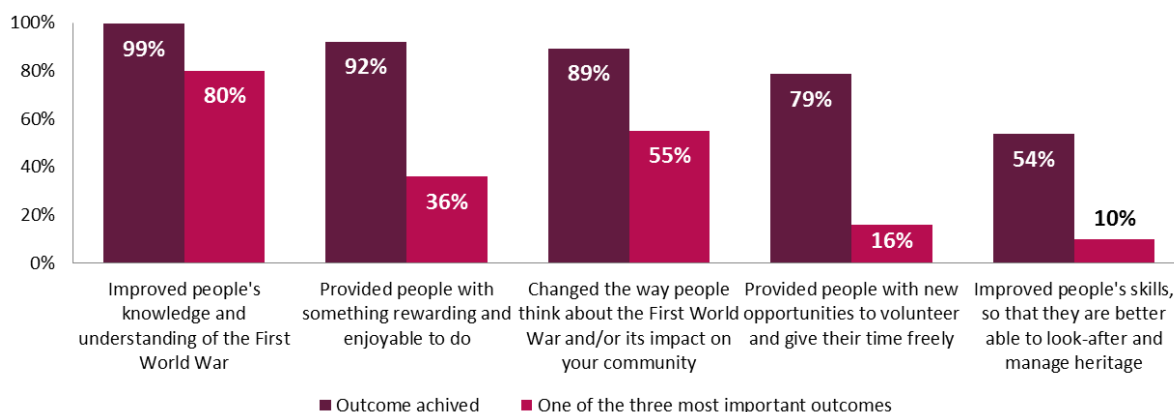 100%
80%
60%
40%
20%
0%
99%
80%
92%
36%
89%
55%
79%
16%
54%
10%
Improved people's
knowledge and
understanding of the First
World War
Provided people with
something rewarding and
enjoyable to do
Changed the way people
think about the First World
War and/or its impact on
your community
Provided people with new
opportunities to volunteer
and give their time freely
Improved people's skills,
so that they are better
able to look-after and
manage heritage
Outcome achived
One of the three most important outcomes